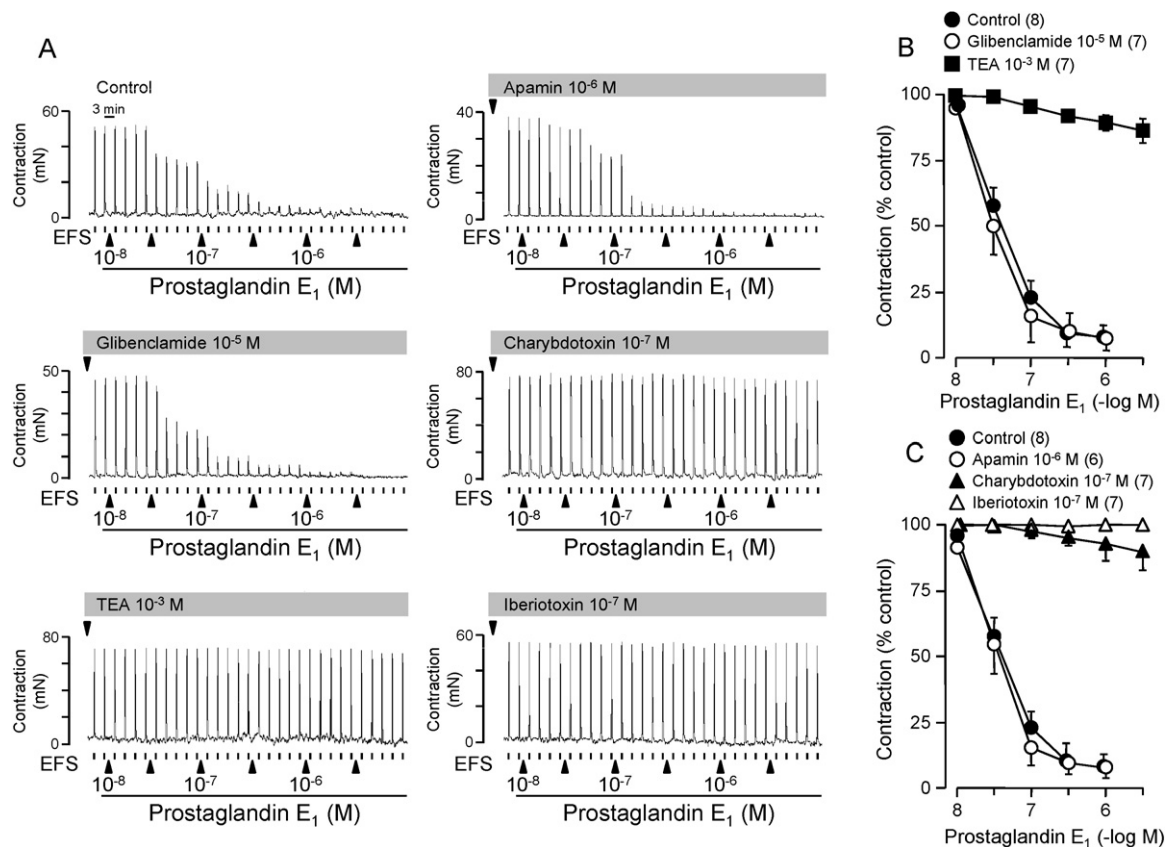 A
Control
3 min
60
0
Contraction
(mN)
EFS
10-8
10-7
10-6
Prostaglandin E1 (M)
Apamin 10-6 M
40
0
Contraction
(mN)
EFS
10-8
10-7
10-6
Prostaglandin E1 (M)
Glibenclamide 10-5 M
50
0
Contraction
(mN)
EFS
10-8
10-7
10-6
Prostaglandin E1 (M)
Charybdotoxin 10-7 M
80
0
Contraction
(mN)
EFS
10-8
10-7
10-6
Prostaglandin E1 (M)
TEA 10-3 M
80
0
Contraction
(mN)
EFS
10-8
10-7
10-6
Prostaglandin E1 (M)
Iberiotoxin 10-7 M
60
0
Contraction
(mN)
EFS
10-8
10-7
10-6
Prostaglandin E1 (M)
B
Control (8)
Glibenclamide 10-5 M (7)
TEA 10-3 M (7)
100
75
50
25
0
Contraction (% control)
8 7 6
Prostaglandin E1 (-log M)
C
Control (8)
Apamin 10-6 M (6)
Charybdotoxin 10-7 M (7)
Iberiotoxin 10-7 M (7)
100
75
50
25
0
Contraction (% control)
8 7 6
Prostaglandin E1 (-log M)